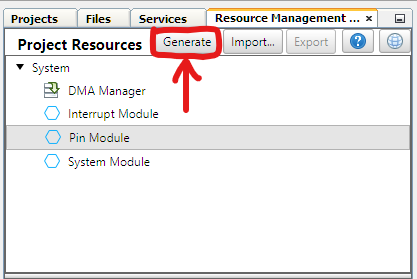 Projects Files Services Resource Management ... ×
Project Resources Generate Import... Export ?
System
DMA Manager
Interrupt Module
Pin Module
System Module